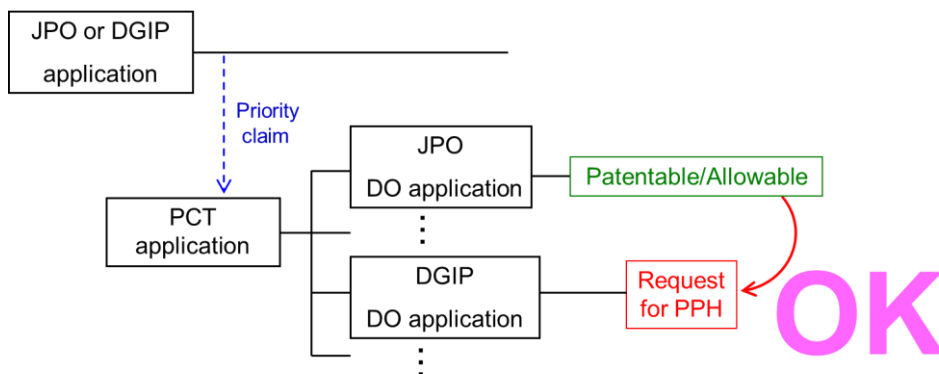 JPO or DGIP
application
Priority
claim
JPO
DO application
Patentable/Allowable
PCT
application
DGIP
DO application
Request
for PPH
OK